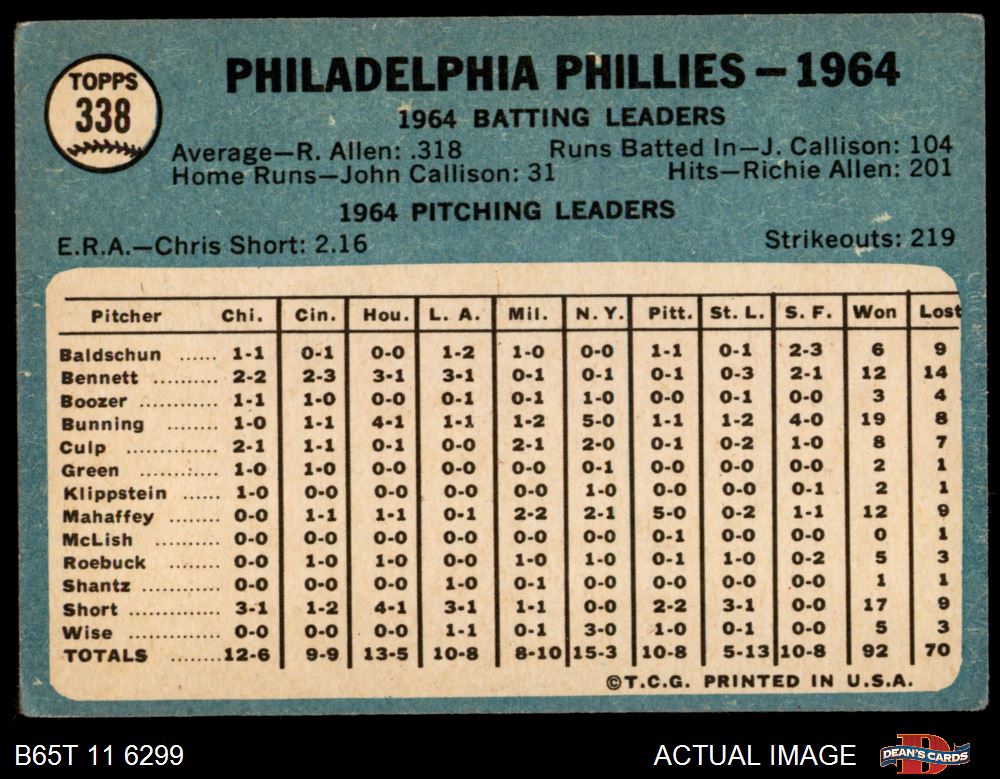 TOPPS
338
PHILADELPHIA PHILLIES—1964
1964 BATTING LEADERS
Average—R. Allen: .318 Runs Batted In—J. Callison: 104
Home Runs—John Callison: 31 Hits—Richie Allen: 201
1964 PITCHING LEADERS
E.R.A.—Chris Short: 2.16 Strikeouts: 219
Pitcher Chi. Cin. Hou. L. A. Mil. N. Y. Pitt. St. L. S. F. Won Lost
Baldschun ...... 1-1 0-1 0-0 1-2 1-0 0-0 1-1 0-1 2-3 6 9
Bennett .......... 2-2 2-3 3-1 3-1 0-1 0-1 0-1 0-3 2-1 12 14
Boozer ............ 1-1 1-0 0-0 0-1 0-1 1-0 0-0 0-1 0-0 3 4
Bunning ......... 1-0 1-1 4-1 1-1 1-2 5-0 1-1 1-2 4-0 19 8
Culp .............. 2-1 1-1 0-1 0-0 2-1 2-0 0-1 0-2 1-0 8 7
Green ............ 1-0 1-0 0-0 0-0 0-0 0-1 0-0 0-0 0-0 2 1
Klippstein ...... 1-0 0-0 0-0 0-0 0-0 1-0 0-0 0-0 0-1 2 1
Mahaffey ........ 0-0 1-1 1-1 0-1 2-2 2-1 5-0 0-2 1-1 12 9
McLish .......... 0-0 0-0 0-0 0-0 0-0 0-0 0-1 0-0 0-0 0 1
Roebuck ........ 0-0 1-0 1-0 0-0 1-0 1-0 0-1 1-0 0-2 5 3
Shantz ............ 0-0 0-0 0-0 1-0 0-1 0-0 0-0 0-0 0-0 1 1
Short .............. 3-1 1-2 4-1 3-1 1-1 0-0 2-2 3-1 0-0 17 9
Wise .............. 0-0 0-0 0-0 1-1 0-1 3-0 1-0 0-1 0-0 5 3
TOTALS ........ 12-6 9-9 13-5 10-8 8-10 15-3 10-8 5-13 10-8 92 70
©T.C.G. PRINTED IN U.S.A.
B65T 11 6299 ACTUAL IMAGE DEAN'S CARDS